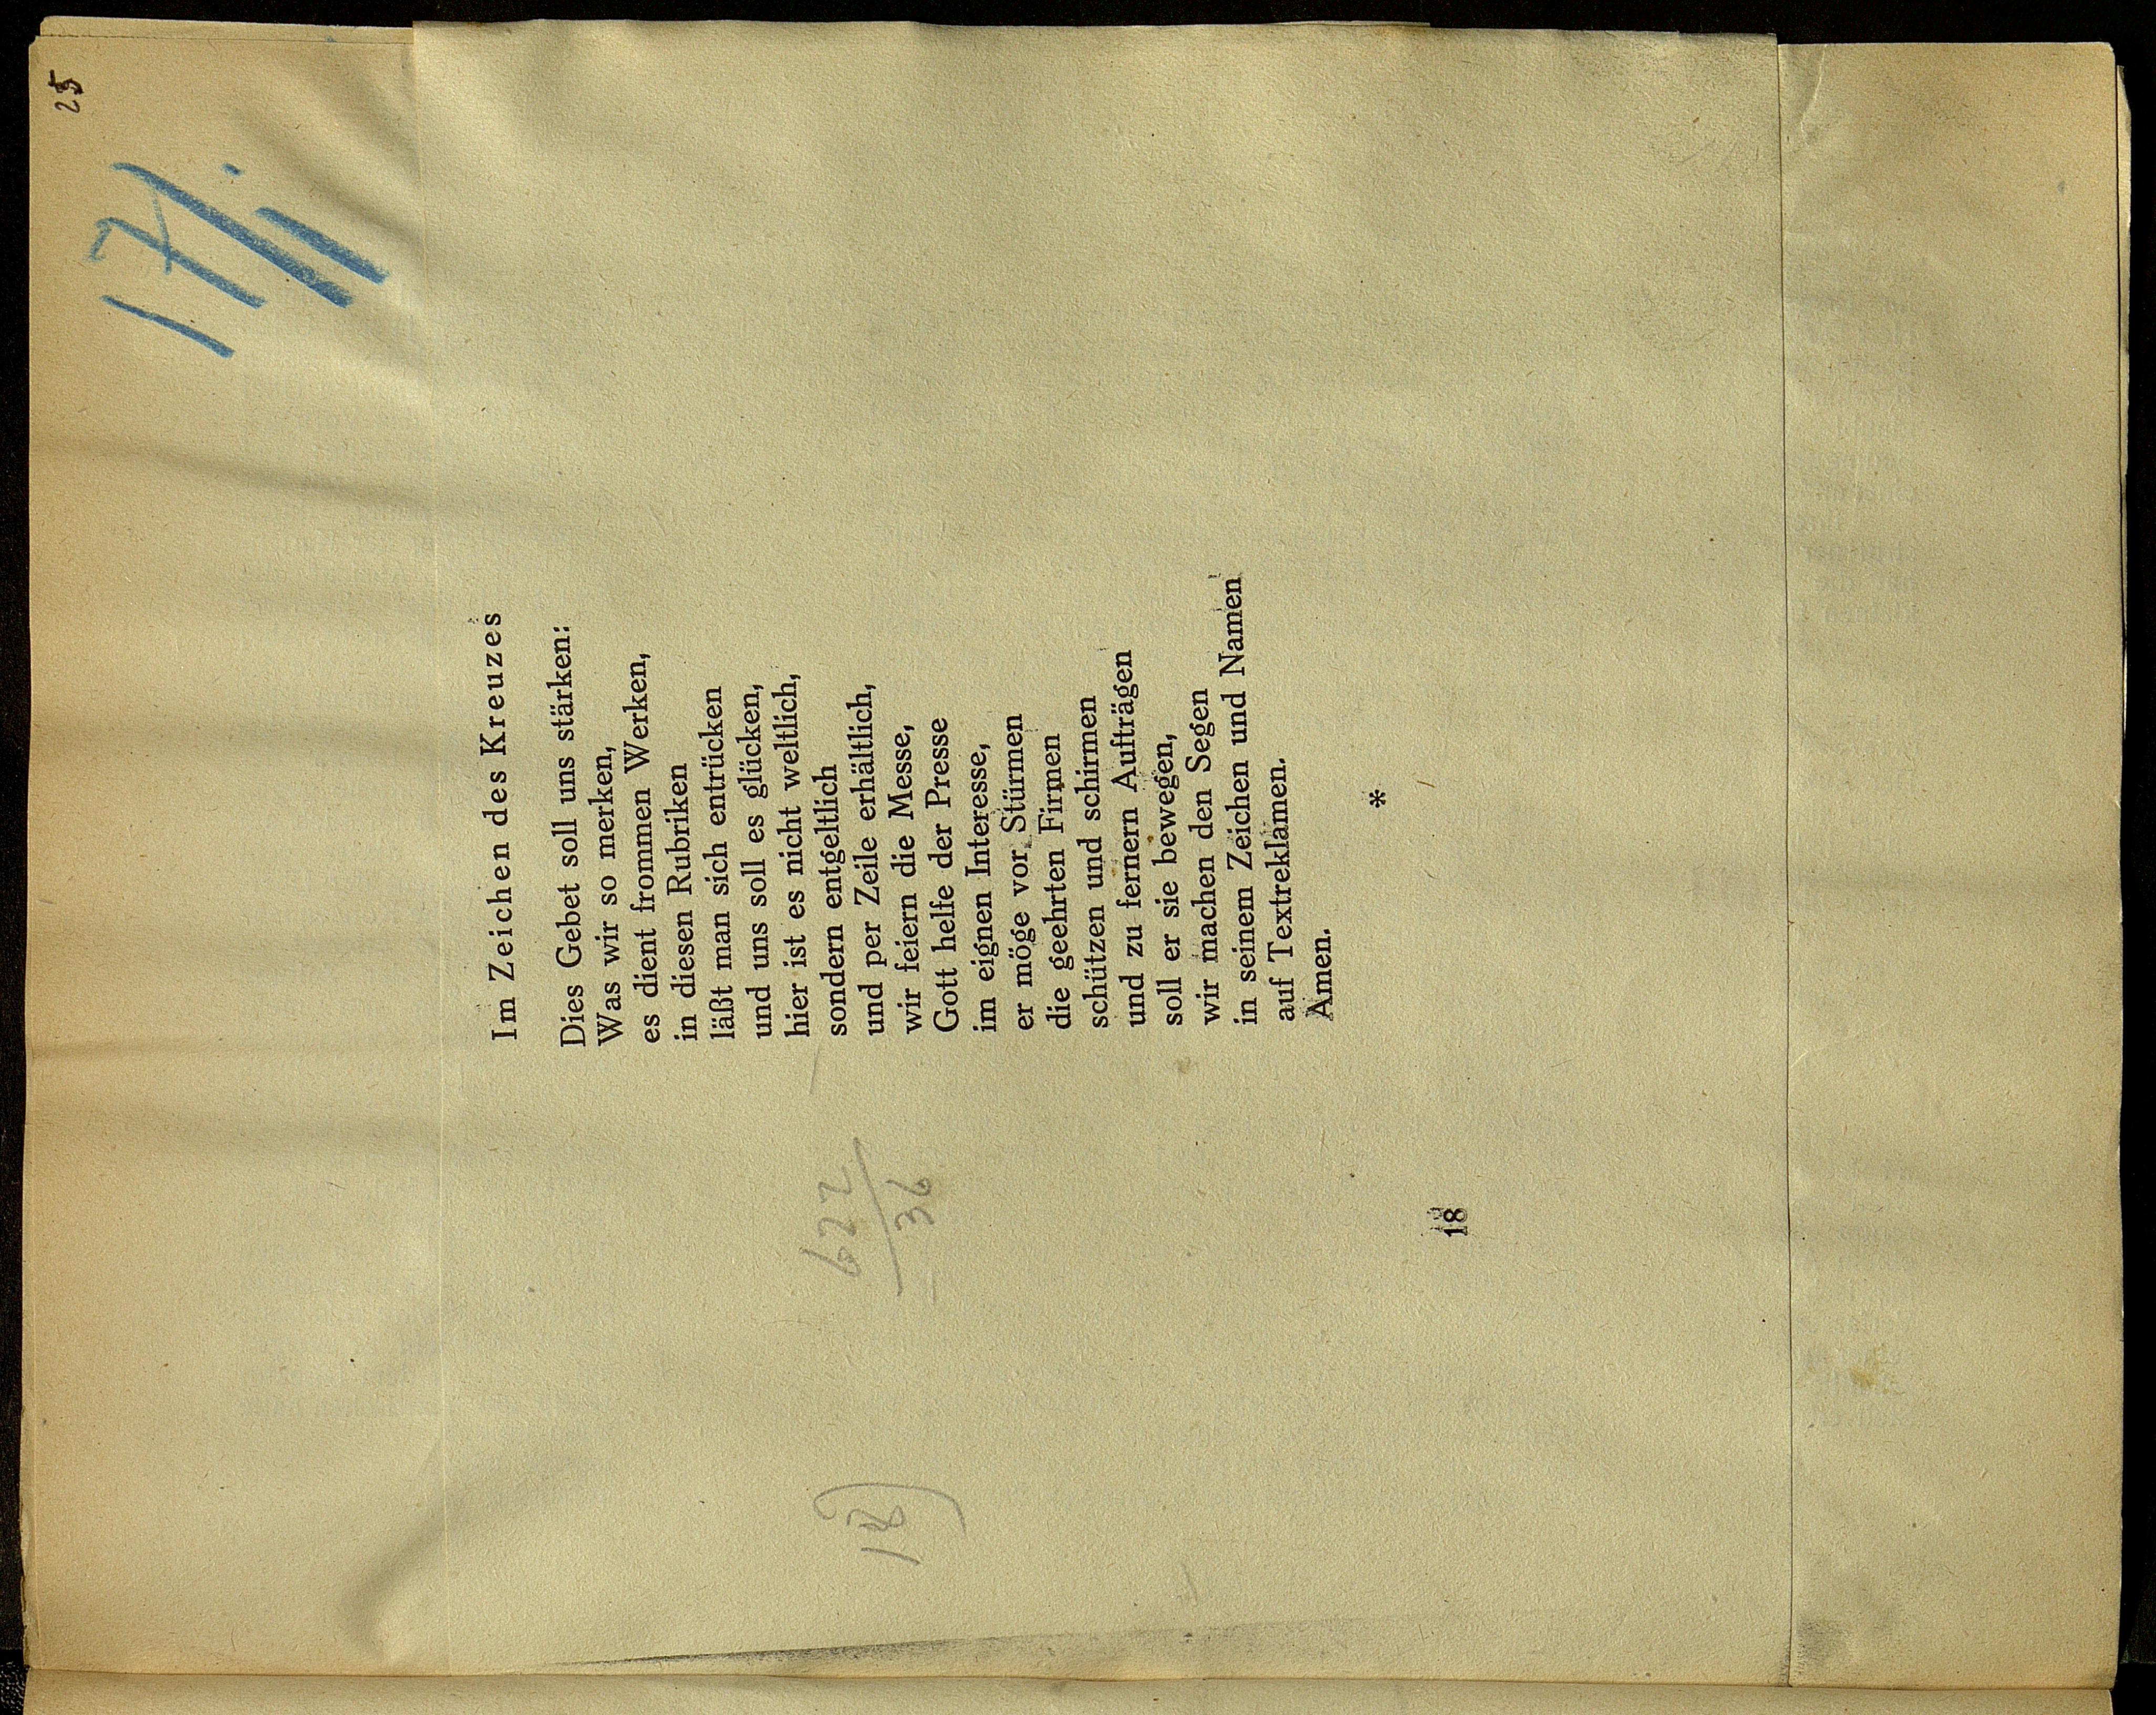 25
17/.
Im Zeichen des Kreuzes
Dies Gebet soll uns stärken:
Was wir so merken,
es dient frommen Werken,
in diesen Rubriken
läßt man sich entrücken
und uns soll es glücken,
hier ist es nicht weltlich,
sondern entgeltlich
und per Zeile erhältlich,
wir feiern die Messe,
Gott helfe der Presse
im eignen Interesse,
er möge vor Stürmen
die geehrten Firmen
schützen und schirmen
und zu fernern Aufträgen
soll er sie bewegen,
wir machen den Segen
in seinem Zeichen und Namen
auf Textreklamen.
Amen.
*
622
36
18)
18